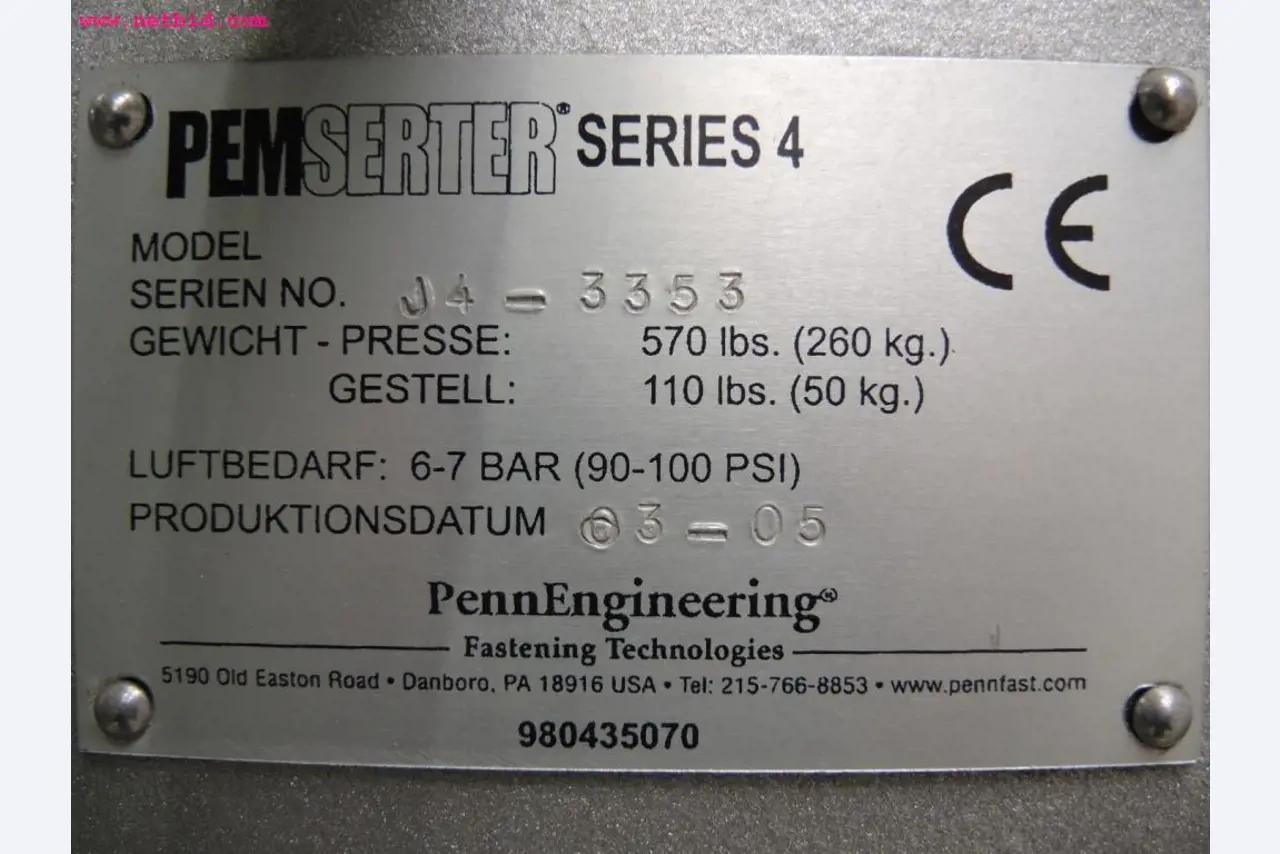 www.netbid.com
PEMSERTER® SERIES 4
MODEL
SERIEN NO. J4-3353
GEWICHT - PRESSE: 570 lbs. (260 kg.)
GESTELL: 110 lbs. (50 kg.)
LUFTBEDARF: 6-7 BAR (90-100 PSI)
PRODUKTIONSDATUM 03-05
PennEngineering®
Fastening Technologies
5190 Old Easton Road • Danboro, PA 18916 USA • Tel: 215-766-8853 • www.pennfast.com
980435070
CE